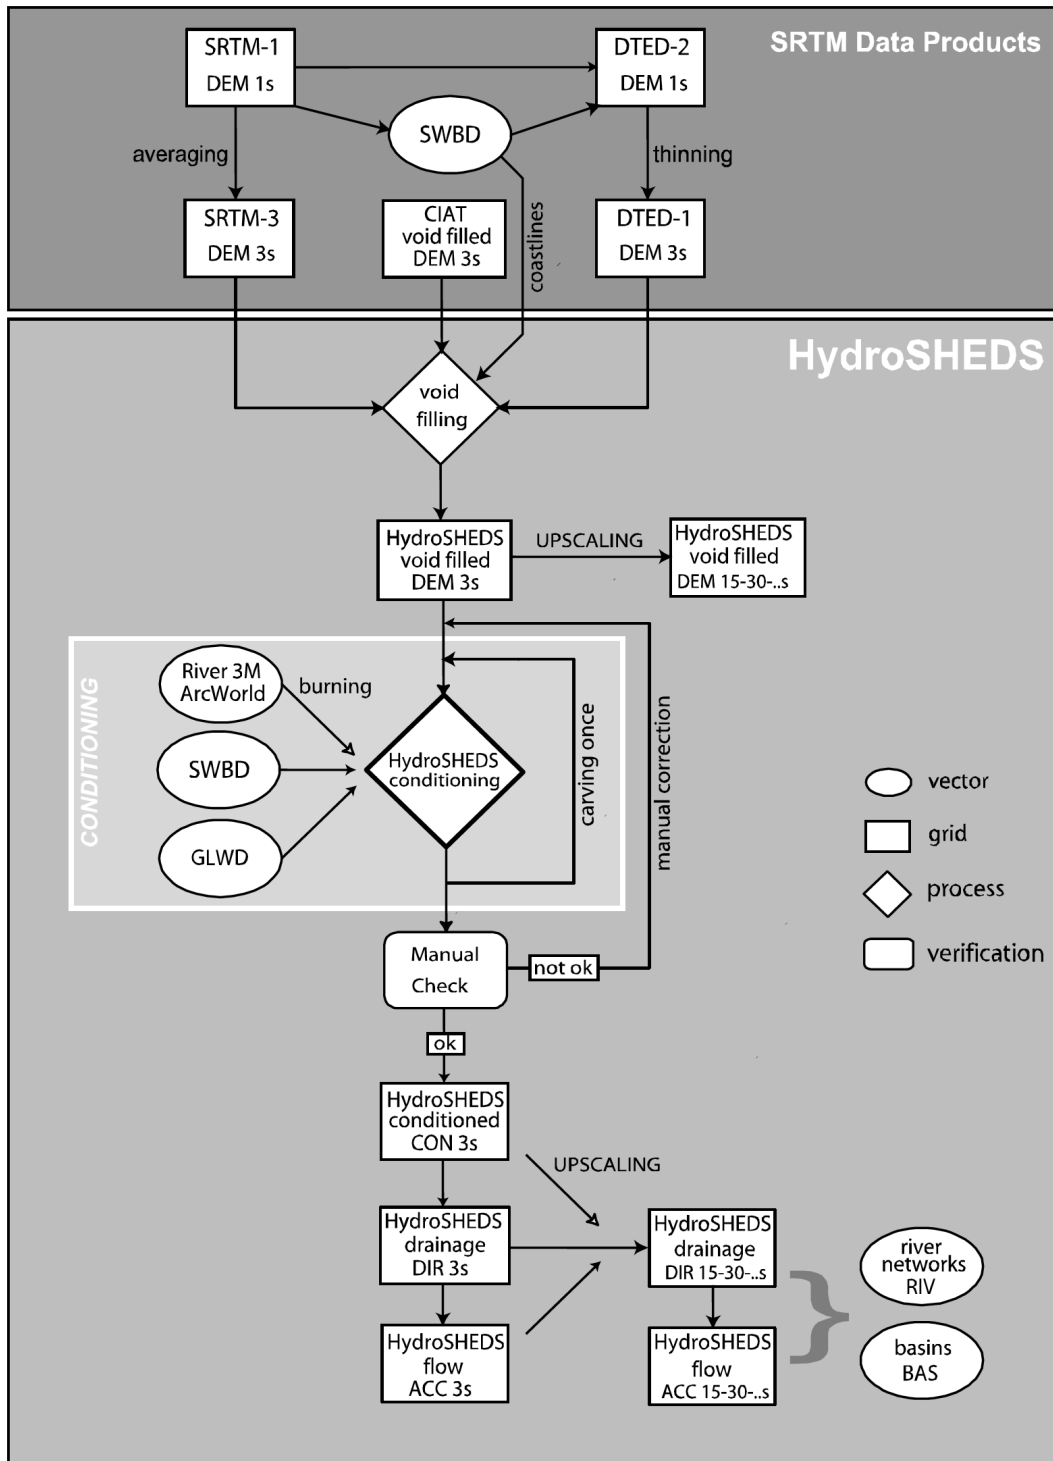 SRTM Data Products
SRTM-1
DEM 1s
DTED-2
DEM 1s
SWBD
averaging
thinning
SRTM-3
DEM 3s
CIAT
void filled
DEM 3s
coastlines
DTED-1
DEM 3s
HydroSHEDS
void
filling
HydroSHEDS
void filled
DEM 3s
UPSCALING
HydroSHEDS
void filled
DEM 15-30-..s
CONDITIONING
River 3M
ArcWorld
burning
SWBD
GLWD
HydroSHEDS
conditioning
carving once
manual correction
vector
grid
process
verification
Manual
Check
not ok
ok
HydroSHEDS
conditioned
CON 3s
UPSCALING
HydroSHEDS
drainage
DIR 3s
HydroSHEDS
drainage
DIR 15-30-..s
HydroSHEDS
flow
ACC 3s
HydroSHEDS
flow
ACC 15-30-..s
}
river
networks
RIV
basins
BAS